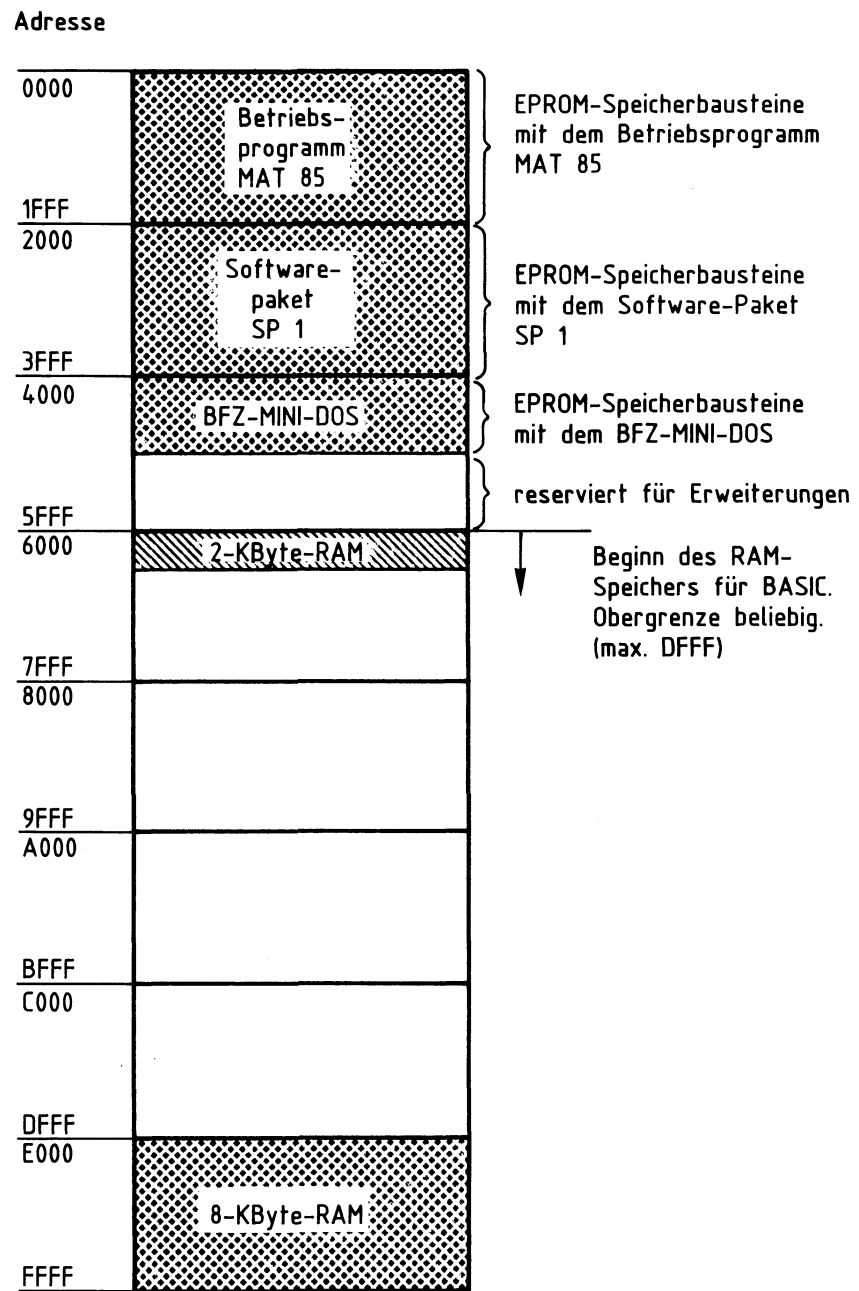 Adresse
0000
Betriebs-
programm
MAT 85
EPROM-Speicherbausteine
mit dem Betriebsprogramm
MAT 85
1FFF
2000
Software-
paket
SP 1
EPROM-Speicherbausteine
mit dem Software-Paket
SP 1
3FFF
4000
BFZ-MINI-DOS
EPROM-Speicherbausteine
mit dem BFZ-MINI-DOS
reserviert für Erweiterungen
5FFF
6000
2-KByte-RAM
Beginn des RAM-
Speichers für BASIC.
Obergrenze beliebig.
(max. DFFF)
7FFF
8000
9FFF
A000
BFFF
C000
DFFF
E000
8-KByte-RAM
FFFF